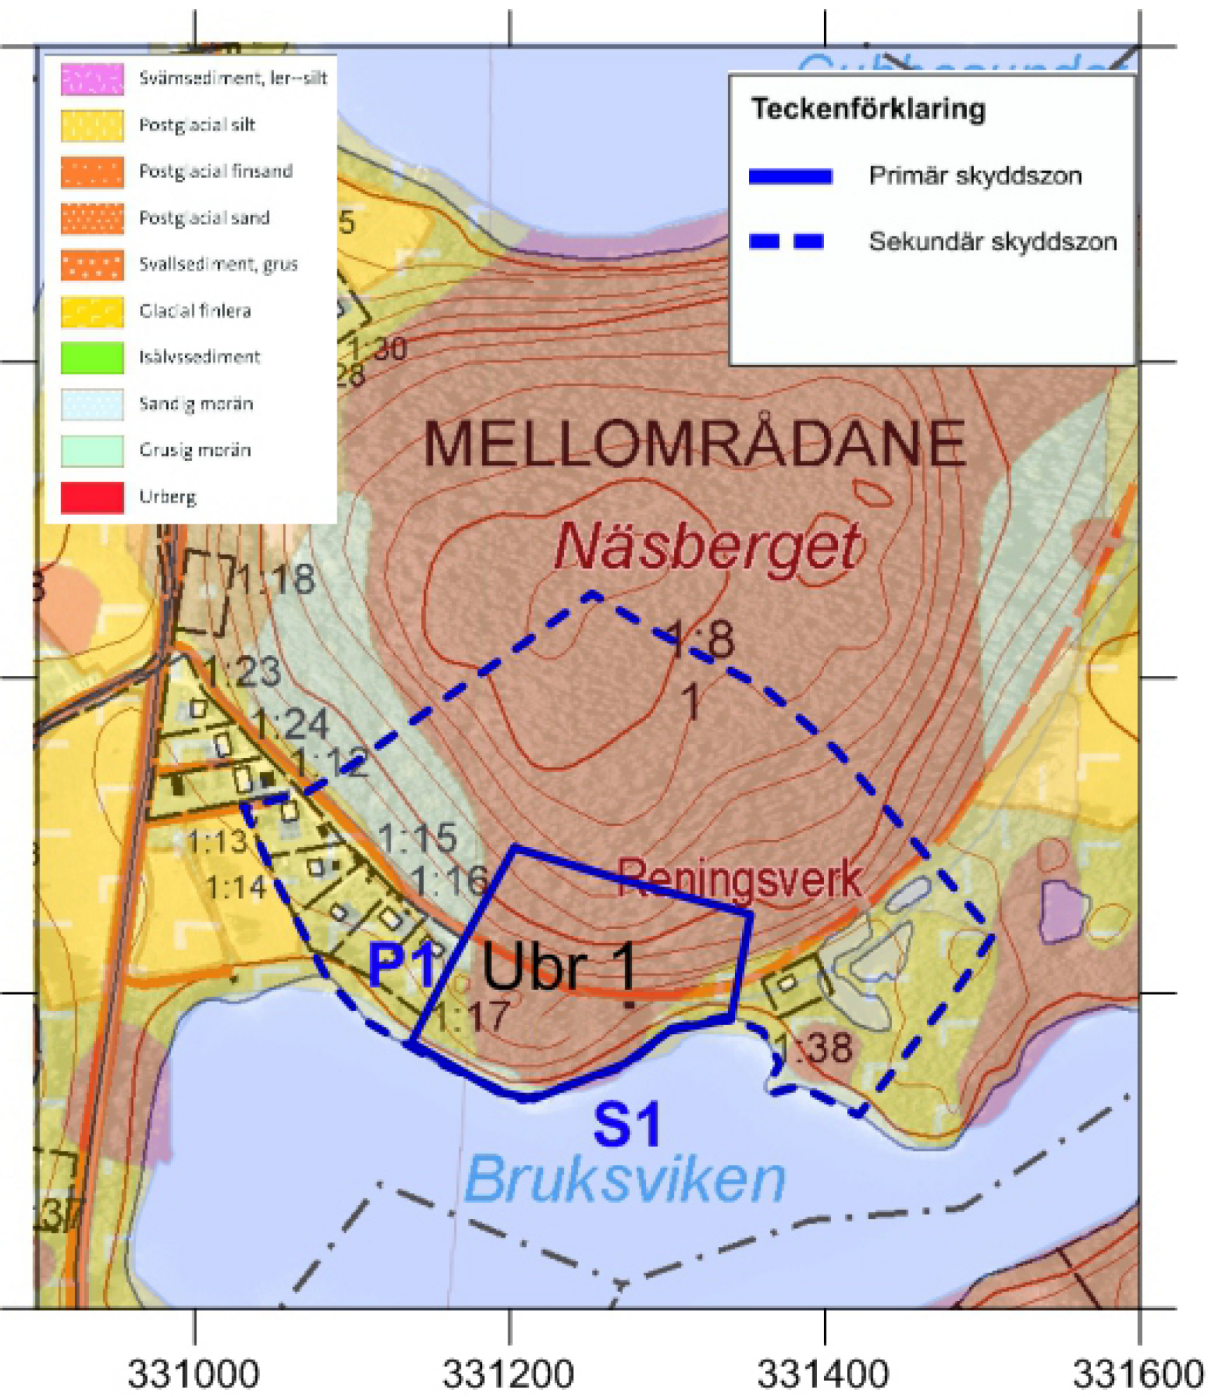 Svämsediment, ler--silt
Postglacial silt
Postglacial finsand
Postglacial sand
Svallsediment, grus
Glacial finlera
Isälvssediment
Sandig morän
Grusig morän
Urberg
Teckenförklaring
Primär skyddszon
Sekundär skyddszon
5
1:30
28
MELLOMRÅDANE
Näsberget
1:18
1:8
1
1:23
1:24
1:12
1:13
1:15
1:14
1:16
Reningsverk
P1
Ubr 1
1:17
1:38
S1
Bruksviken
:37
331000
331200
331400
331600